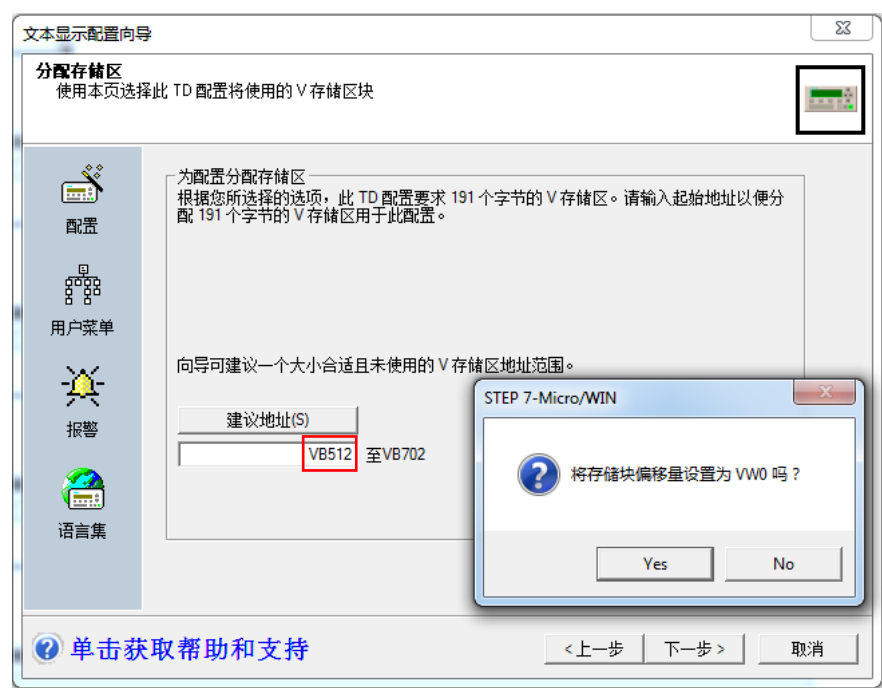 文本显示配置向导
分配存储区
使用本页选择此 TD 配置将使用的 V 存储区块
为配置分配存储区
根据您所选择的选项，此 TD 配置要求 191 个字节的 V 存储区。请输入起始地址以便分
配 191 个字节的 V 存储区用于此配置。
配置
用户菜单
向导可建议一个大小合适且未使用的 V 存储区地址范围。
STEP 7-Micro/WIN
建议地址(S)
报警
VB512 至VB702
将存储块偏移量设置为 VW0 吗？
语言集
Yes No
单击获取帮助和支持
<上一步 下一步> 取消